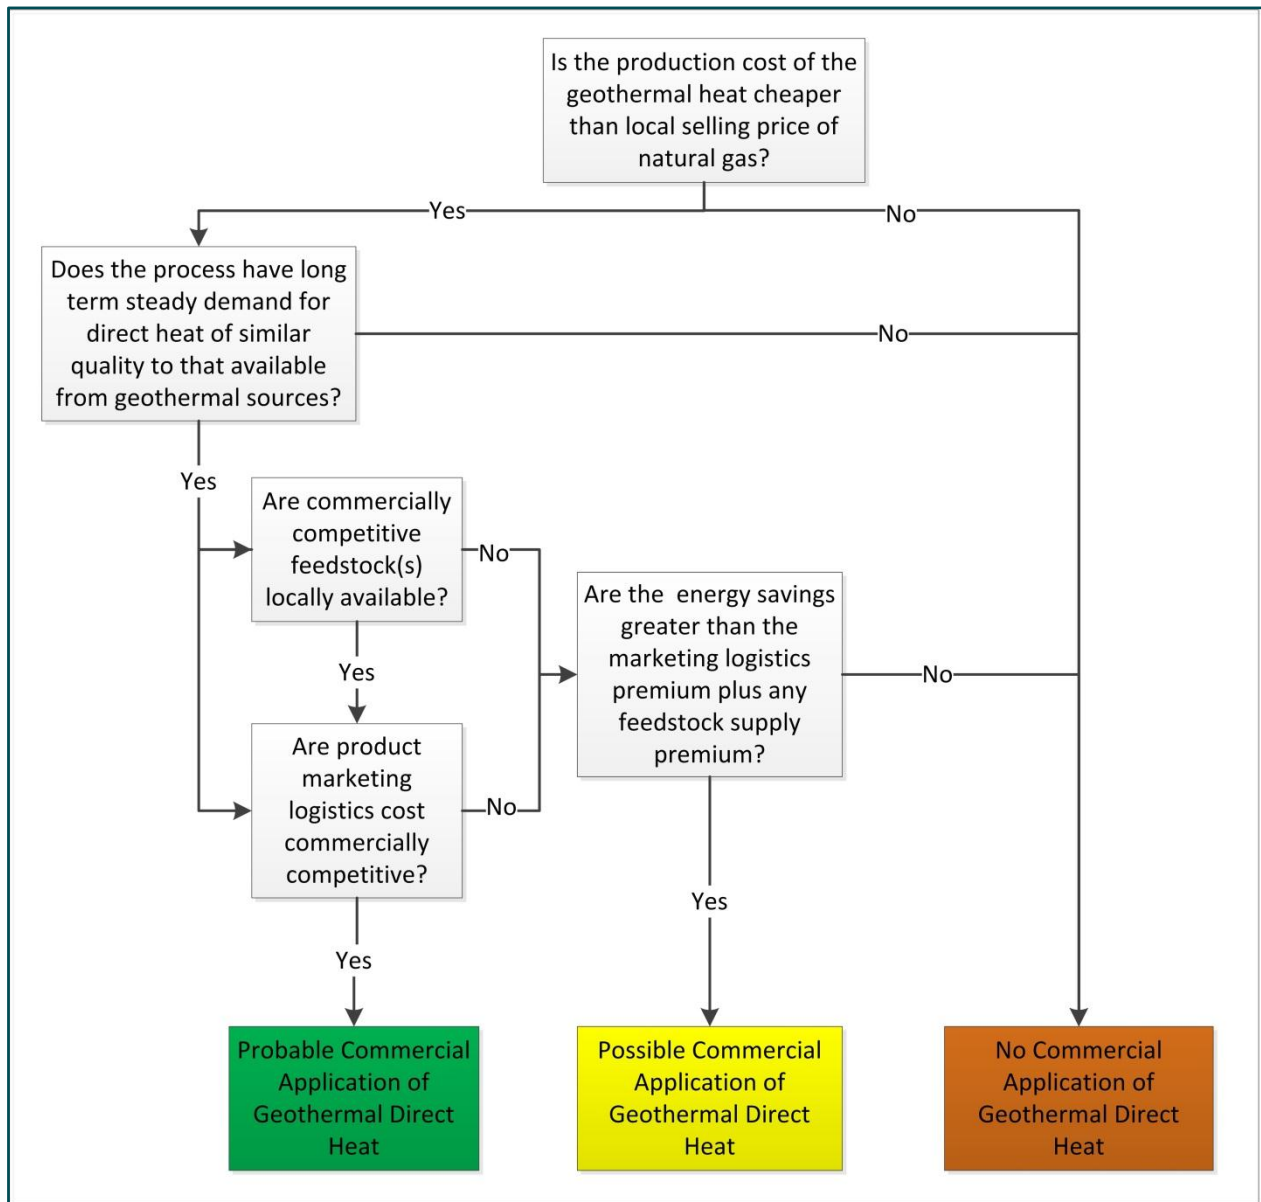 Is the production cost of the
geothermal heat cheaper
than local selling price of
natural gas?
Yes
No
Does the process have long
term steady demand for
direct heat of similar
quality to that available
from geothermal sources?
No
Yes
Are commercially
competitive
feedstock(s)
locally available?
No
Are the energy savings
greater than the
marketing logistics
premium plus any
feedstock supply
premium?
No
Yes
Are product
marketing
logistics cost
commercially
competitive?
No
Yes
Yes
Probable Commercial
Application of
Geothermal Direct
Heat
Possible Commercial
Application of
Geothermal Direct
Heat
No Commercial
Application of
Geothermal Direct
Heat